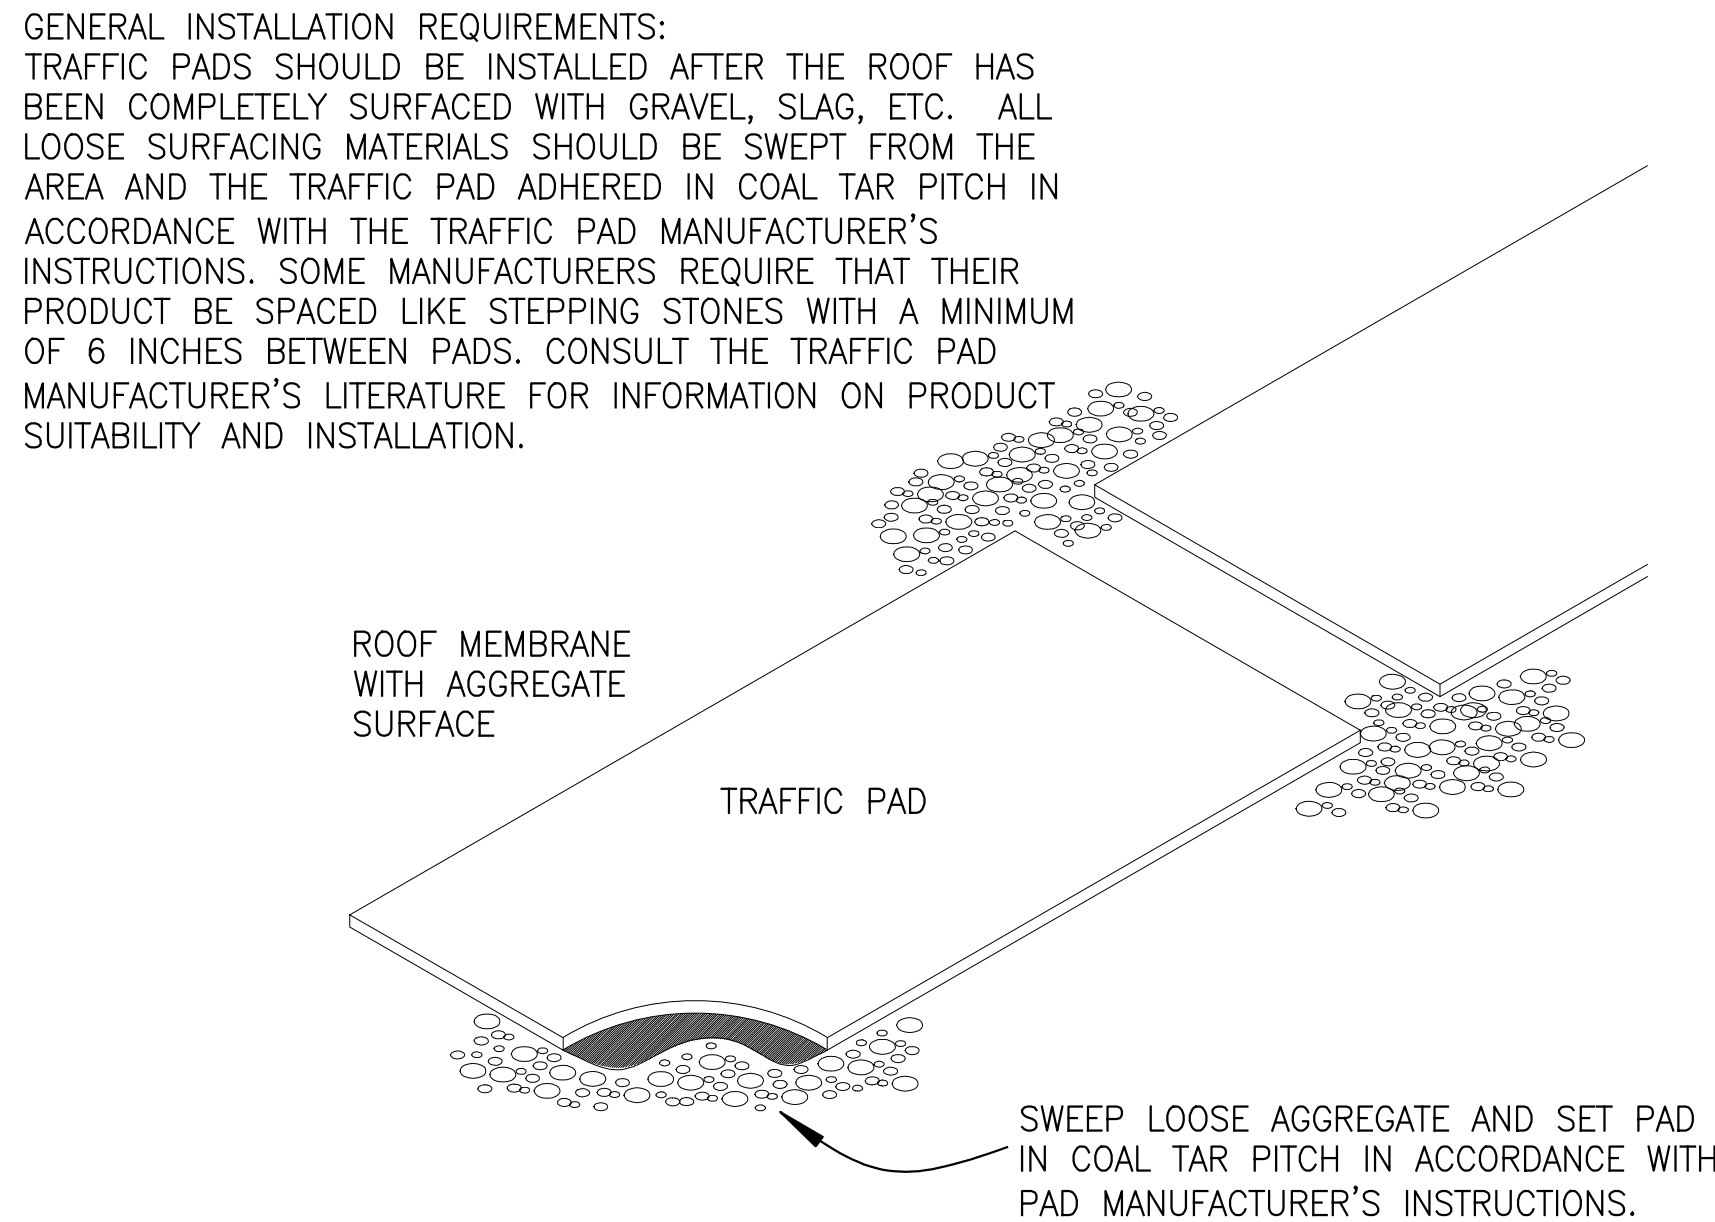 GENERAL INSTALLATION REQUIREMENTS:
TRAFFIC PADS SHOULD BE INSTALLED AFTER THE ROOF HAS
BEEN COMPLETELY SURFACED WITH GRAVEL, SLAG, ETC. ALL
LOOSE SURFACING MATERIALS SHOULD BE SWEPT FROM THE
AREA AND THE TRAFFIC PAD ADHERED IN COAL TAR PITCH IN
ACCORDANCE WITH THE TRAFFIC PAD MANUFACTURER'S
INSTRUCTIONS. SOME MANUFACTURERS REQUIRE THAT THEIR
PRODUCT BE SPACED LIKE STEPPING STONES WITH A MINIMUM
OF 6 INCHES BETWEEN PADS. CONSULT THE TRAFFIC PAD
MANUFACTURER'S LITERATURE FOR INFORMATION ON PRODUCT
SUITABILITY AND INSTALLATION.
ROOF MEMBRANE
WITH AGGREGATE
SURFACE
TRAFFIC PAD
SWEEP LOOSE AGGREGATE AND SET PAD
IN COAL TAR PITCH IN ACCORDANCE WITH
PAD MANUFACTURER'S INSTRUCTIONS.